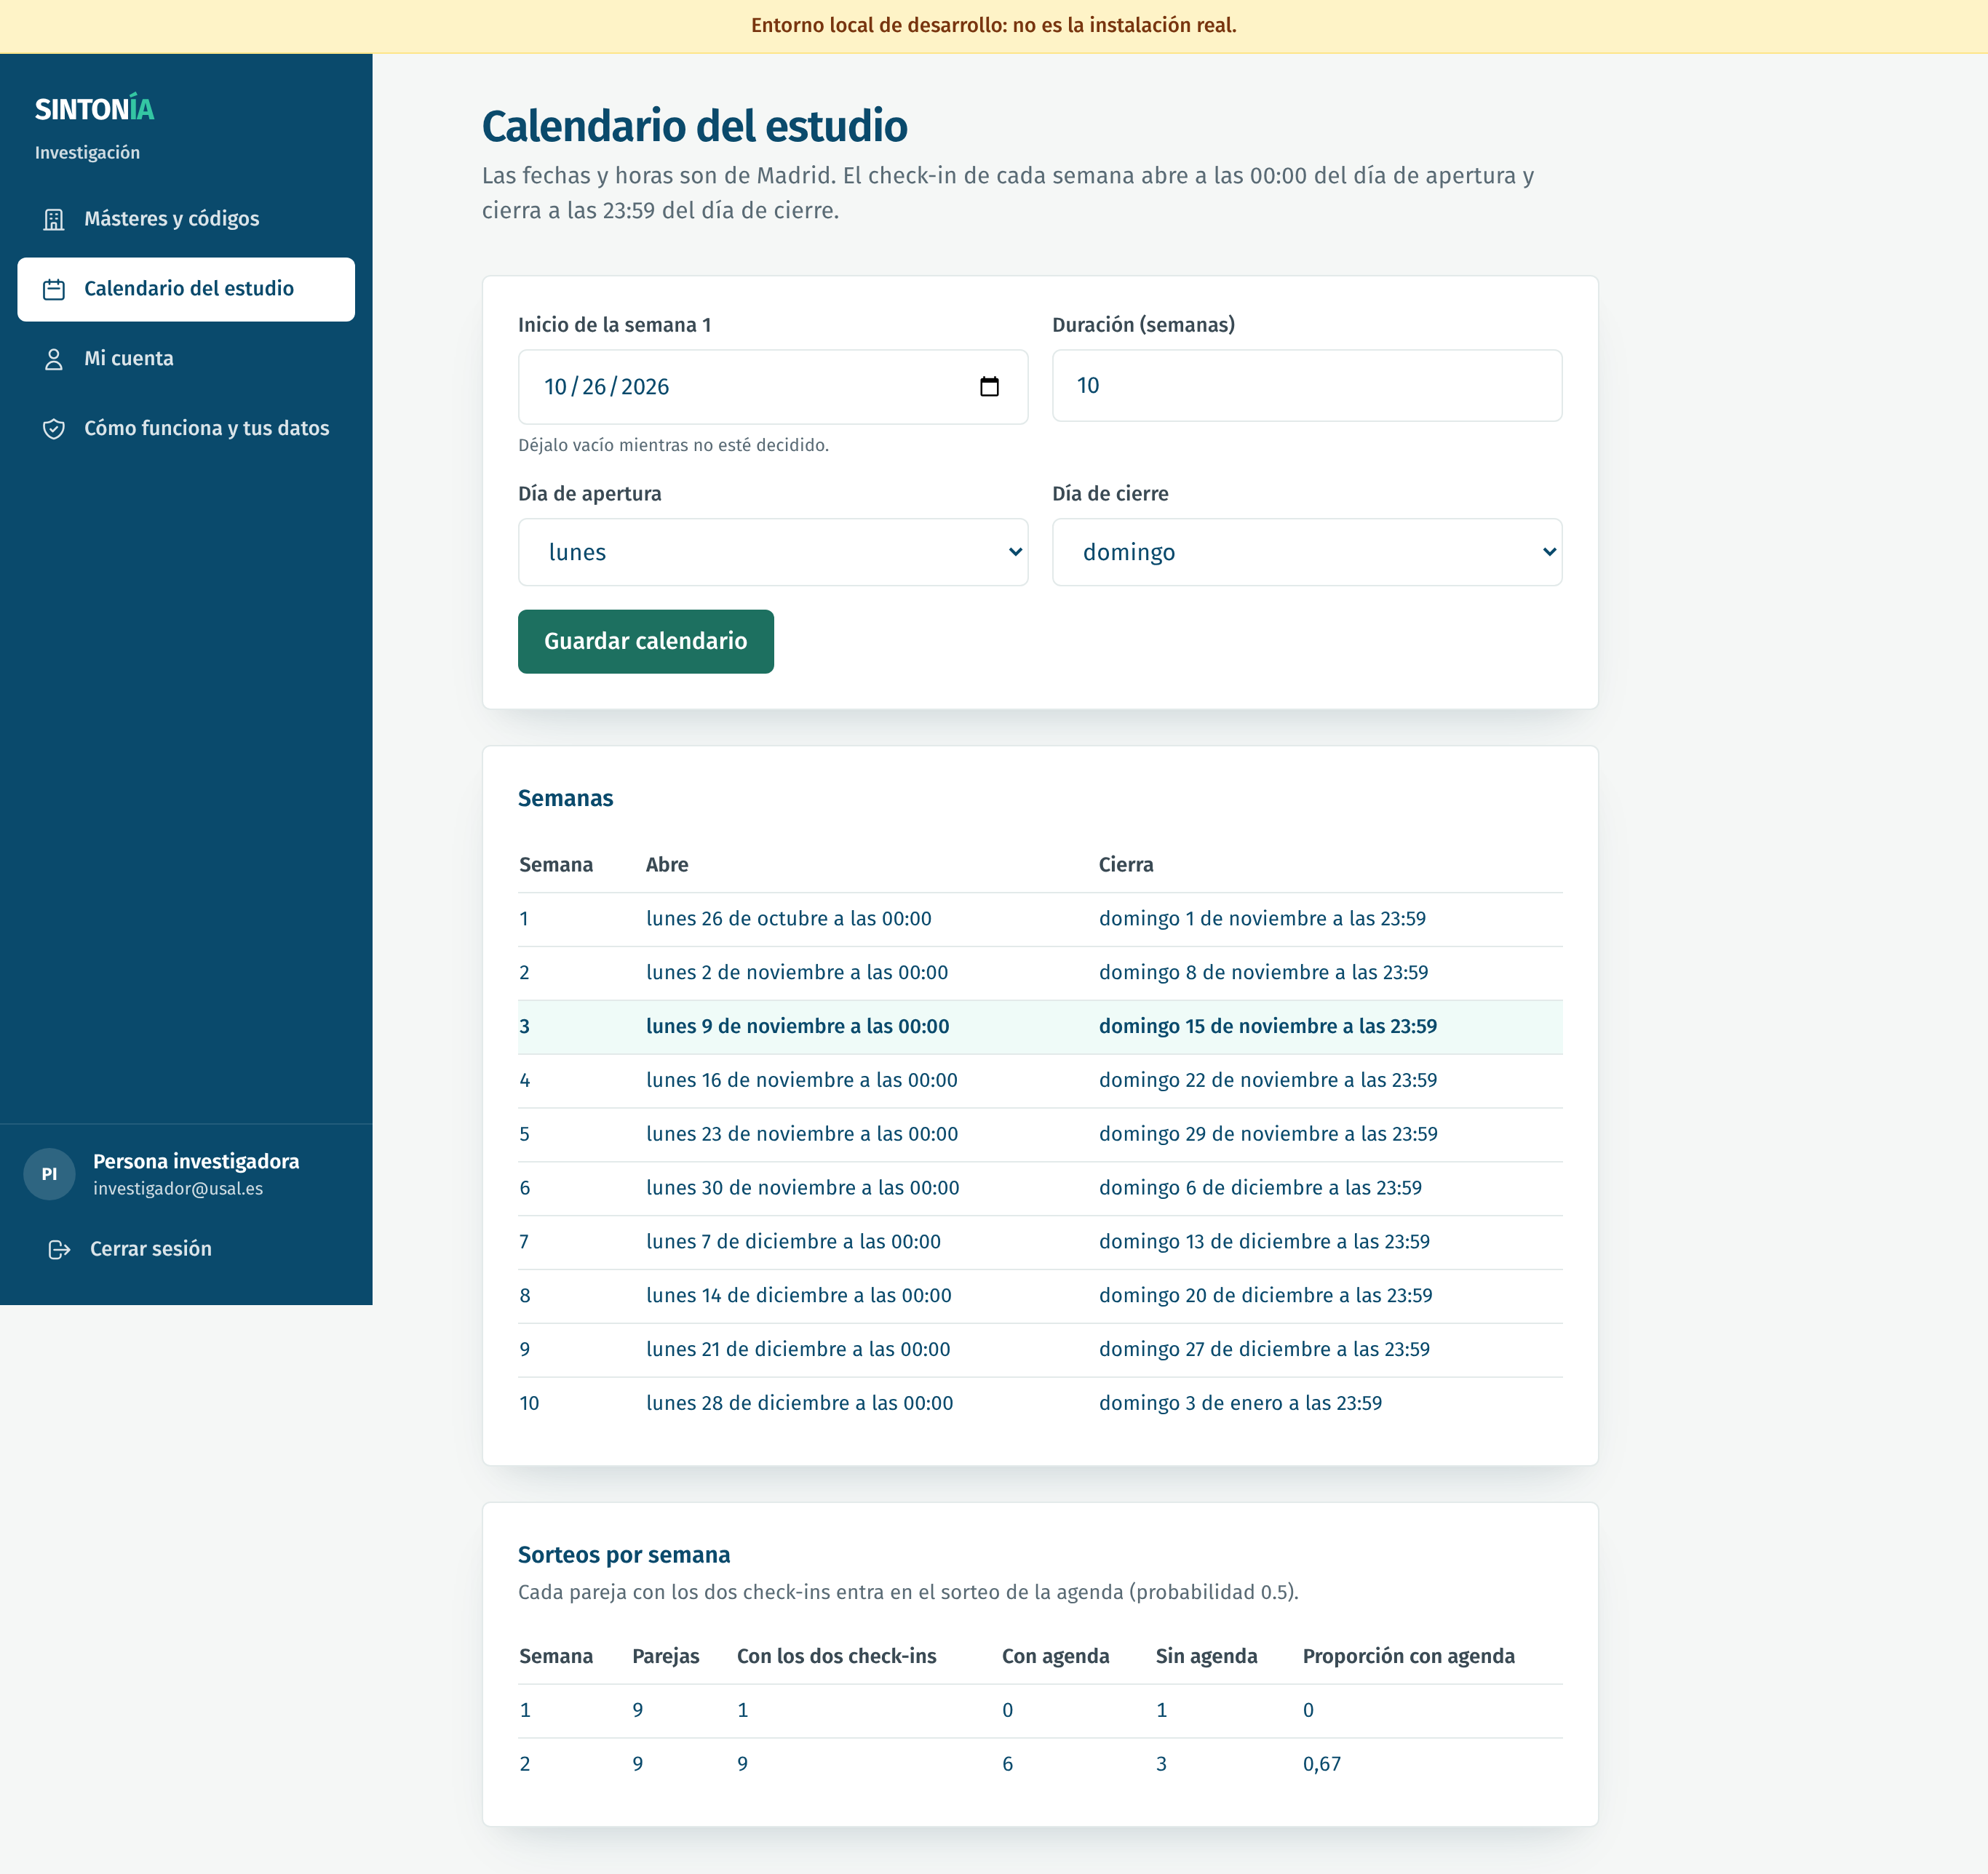 Entorno local de desarrollo: no es la instalación real.
SINTONÍA
Investigación
Másteres y códigos
Calendario del estudio
Mi cuenta
Cómo funciona y tus datos
Persona investigadora
PI
investigador@usal.es
Cerrar sesión
Calendario del estudio
Las fechas y horas son de Madrid. El check-in de cada semana abre a las 00:00 del día de apertura y
cierra a las 23:59 del día de cierre.
Inicio de la semana 1
10/26/2026
Déjalo vacío mientras no esté decidido.
Duración (semanas)
10
Día de apertura
lunes
Día de cierre
domingo
Guardar calendario
Semanas
Semana Abre Cierra
1 lunes 26 de octubre a las 00:00 domingo 1 de noviembre a las 23:59
2 lunes 2 de noviembre a las 00:00 domingo 8 de noviembre a las 23:59
3 lunes 9 de noviembre a las 00:00 domingo 15 de noviembre a las 23:59
4 lunes 16 de noviembre a las 00:00 domingo 22 de noviembre a las 23:59
5 lunes 23 de noviembre a las 00:00 domingo 29 de noviembre a las 23:59
6 lunes 30 de noviembre a las 00:00 domingo 6 de diciembre a las 23:59
7 lunes 7 de diciembre a las 00:00 domingo 13 de diciembre a las 23:59
8 lunes 14 de diciembre a las 00:00 domingo 20 de diciembre a las 23:59
9 lunes 21 de diciembre a las 00:00 domingo 27 de diciembre a las 23:59
10 lunes 28 de diciembre a las 00:00 domingo 3 de enero a las 23:59
Sorteos por semana
Cada pareja con los dos check-ins entra en el sorteo de la agenda (probabilidad 0.5).
Semana Parejas Con los dos check-ins Con agenda Sin agenda Proporción con agenda
1 9 1 0 1 0
2 9 9 6 3 0,67